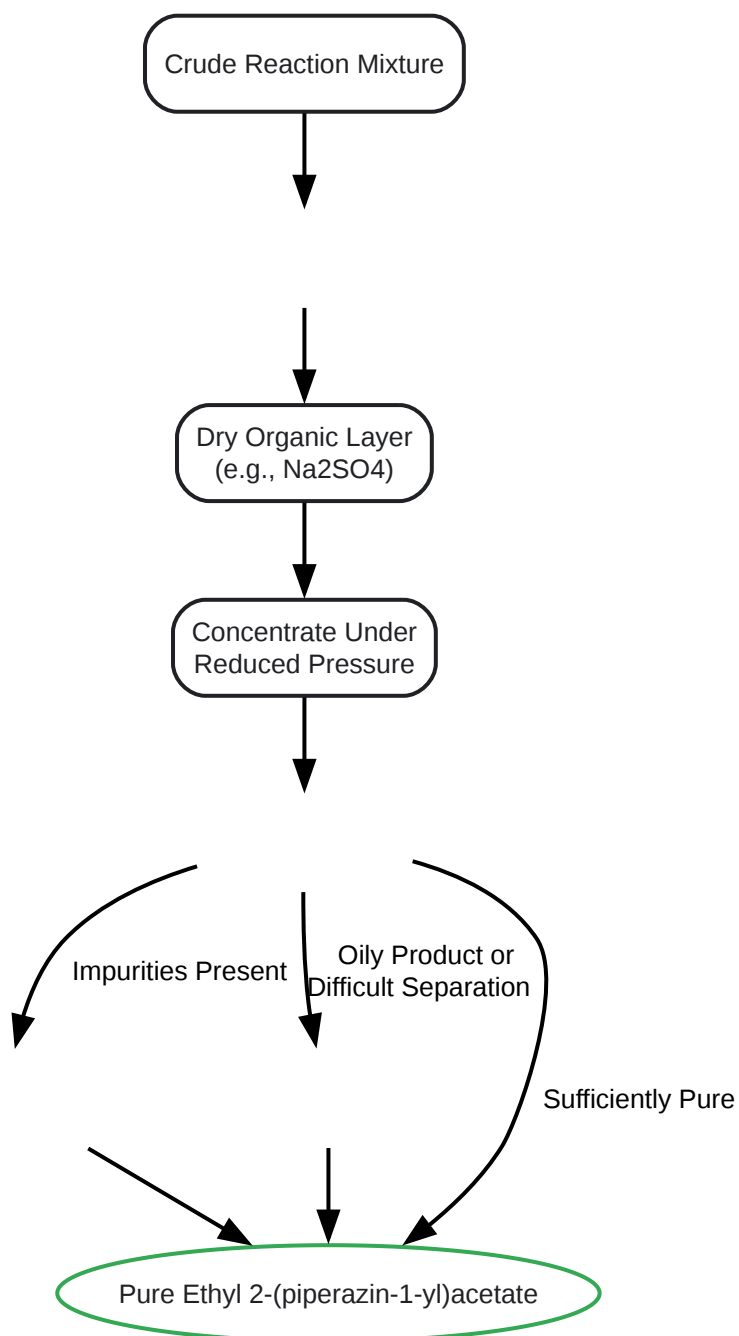 Crude Reaction Mixture
Dry Organic Layer
(e.g., Na2SO4)
Concentrate Under
Reduced Pressure
Impurities Present
Oily Product or
Difficult Separation
Sufficiently Pure
Pure Ethyl 2-(piperazin-1-yl)acetate